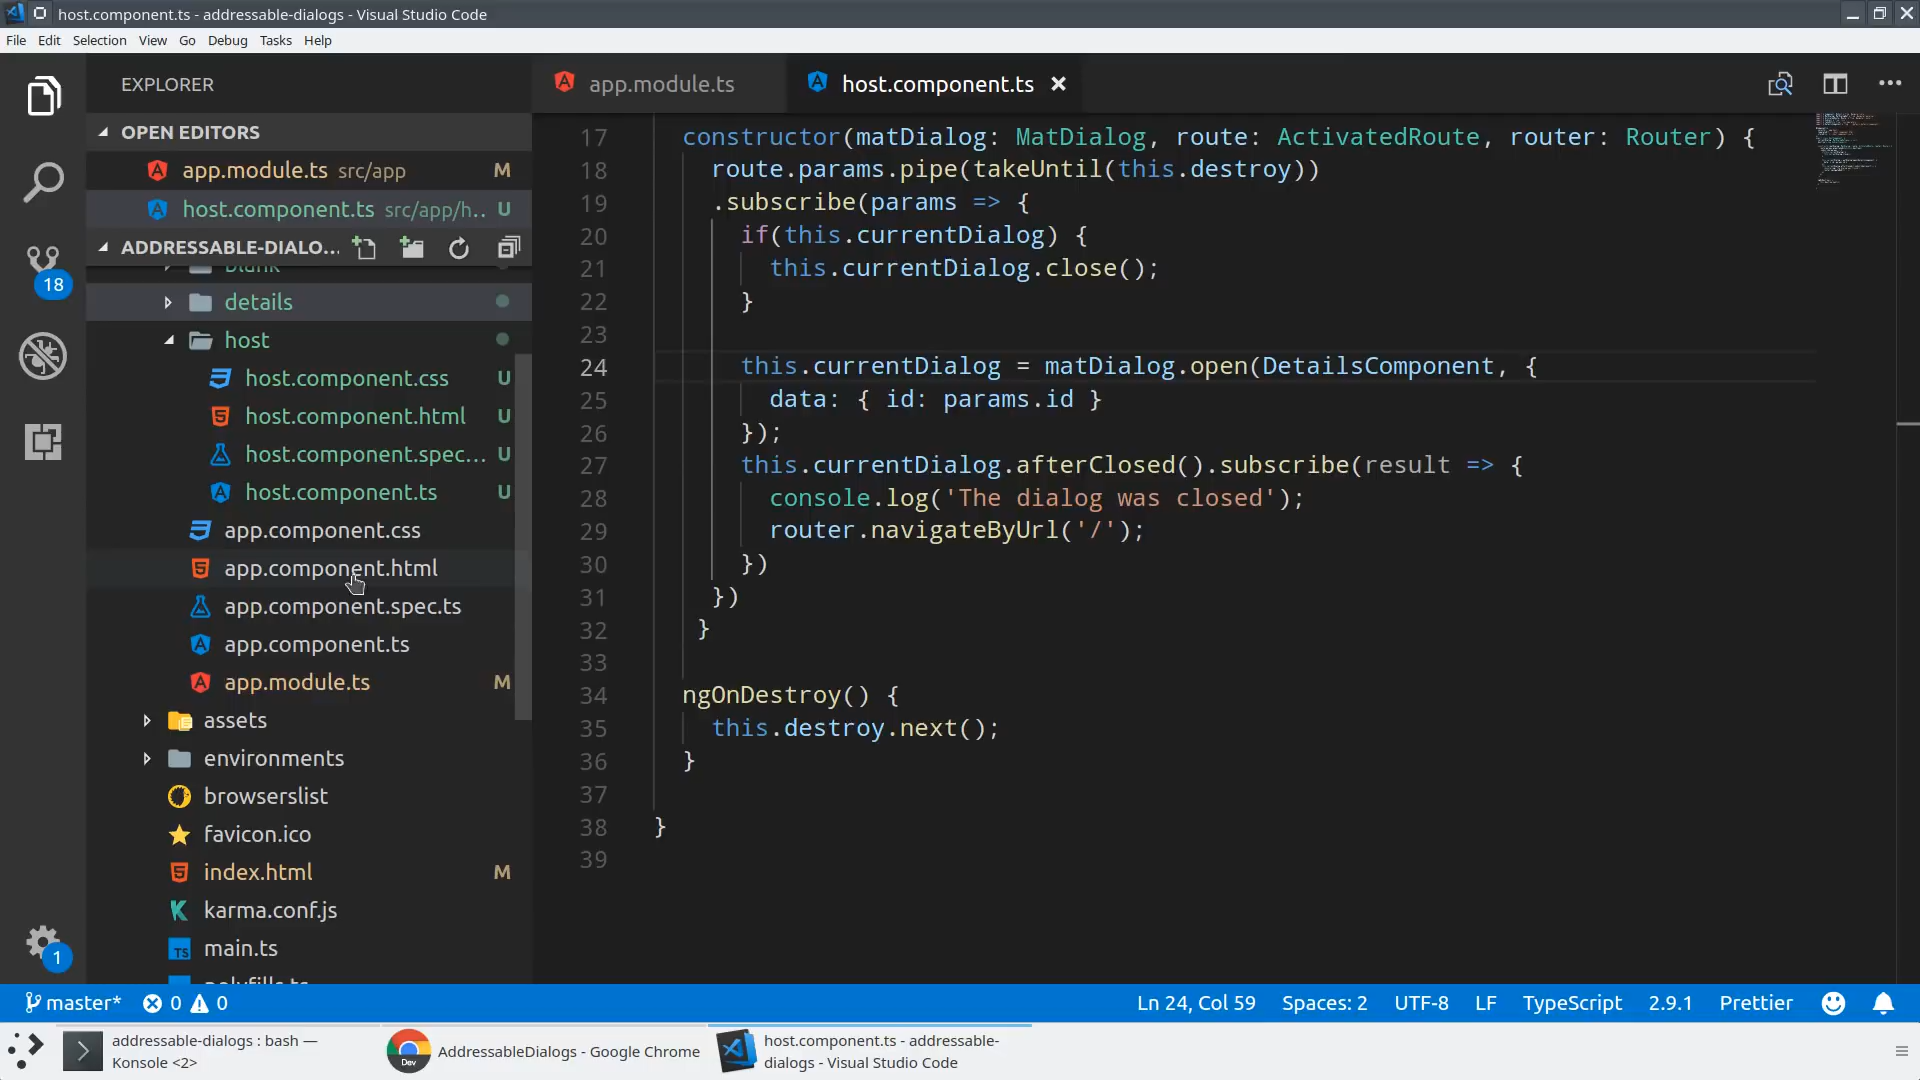 host.component.ts - addressable-dialogs - Visual Studio Code
File Edit Selection View Go Debug Tasks Help
EXPLORER
OPEN EDITORS
app.module.ts src/app M
host.component.ts src/app/h... U
ADDRESSABLE-DIALO...
details
host
host.component.css U
host.component.html U
host.component.spec... U
host.component.ts U
app.component.css
app.component.html
app.component.spec.ts
app.component.ts
app.module.ts M
assets
environments
browserslist
favicon.ico
index.html M
karma.conf.js
main.ts
18
1
app.module.ts host.component.ts
17 constructor(matDialog: MatDialog, route: ActivatedRoute, router: Router) {
18 route.params.pipe(takeUntil(this.destroy))
19 .subscribe(params => {
20 if(this.currentDialog) {
21 this.currentDialog.close();
22 }
23
24 this.currentDialog = matDialog.open(DetailsComponent, {
25 data: { id: params.id }
26 });
27 this.currentDialog.afterClosed().subscribe(result => {
28 console.log('The dialog was closed');
29 router.navigateByUrl('/');
30 })
31 })
32 }
33
34 ngOnDestroy() {
35 this.destroy.next();
36 }
37
38 }
39
master* 0 0 Ln 24, Col 59 Spaces: 2 UTF-8 LF TypeScript 2.9.1 Prettier
addressable-dialogs : bash —
Konsole <2>
Dev
AddressableDialogs - Google Chrome
host.component.ts - addressable-
dialogs - Visual Studio Code